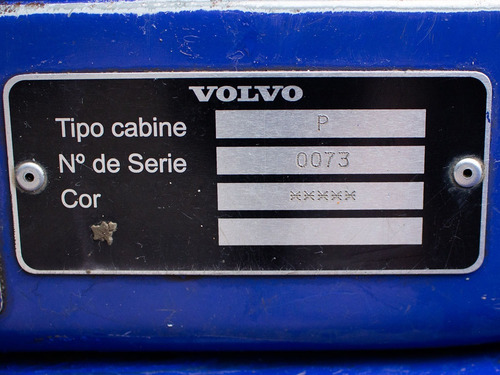 VOLVO
Tipo cabine P
Nº de Serie 0073
Cor *****